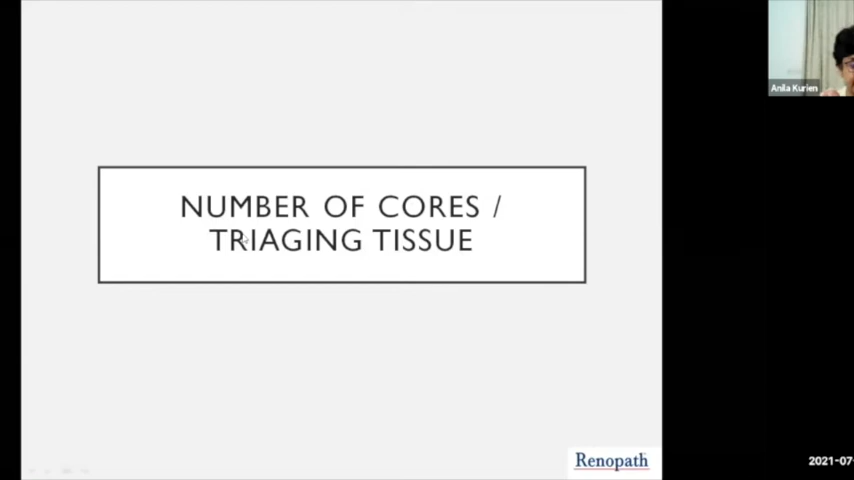 NUMBER OF CORES /
TRIAGING TISSUE
Anila Kurien
Renopath
2021-07